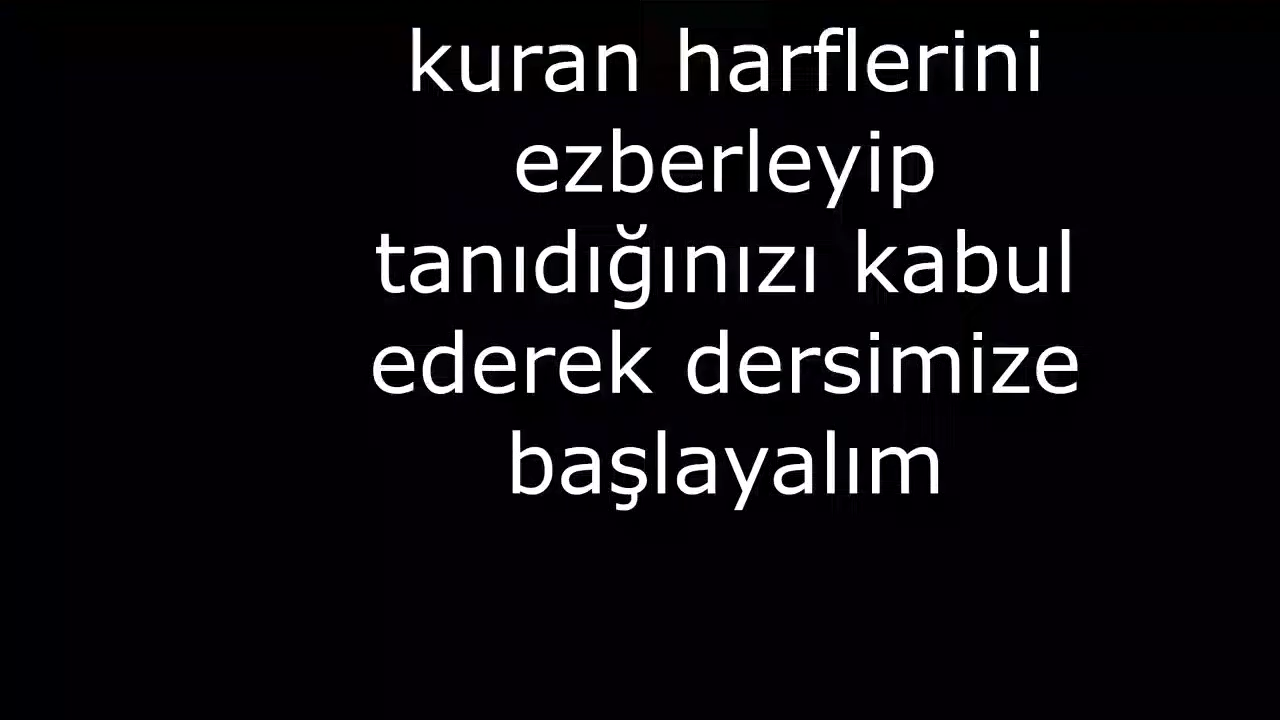 kuran harflerini
ezberleyip
tanıdığınızı kabul
ederek dersimize
başlayalım